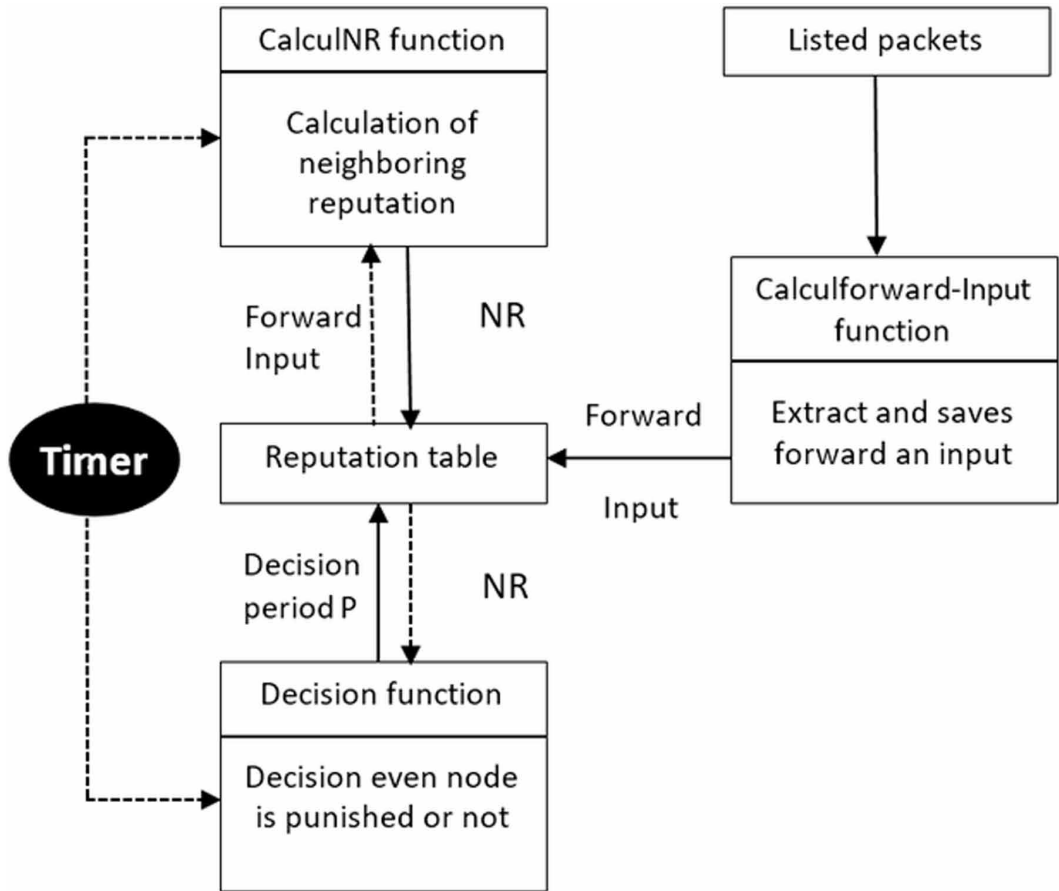 CalculNR function
Calculation of
neighboring
reputation
Listed packets
Calculforward-Input
function
Extract and saves
forward an input
Forward
Input
NR
Forward
Input
Timer
Reputation table
Decision
period P
NR
Decision function
Decision even node
is punished or not